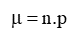 μ = n.p